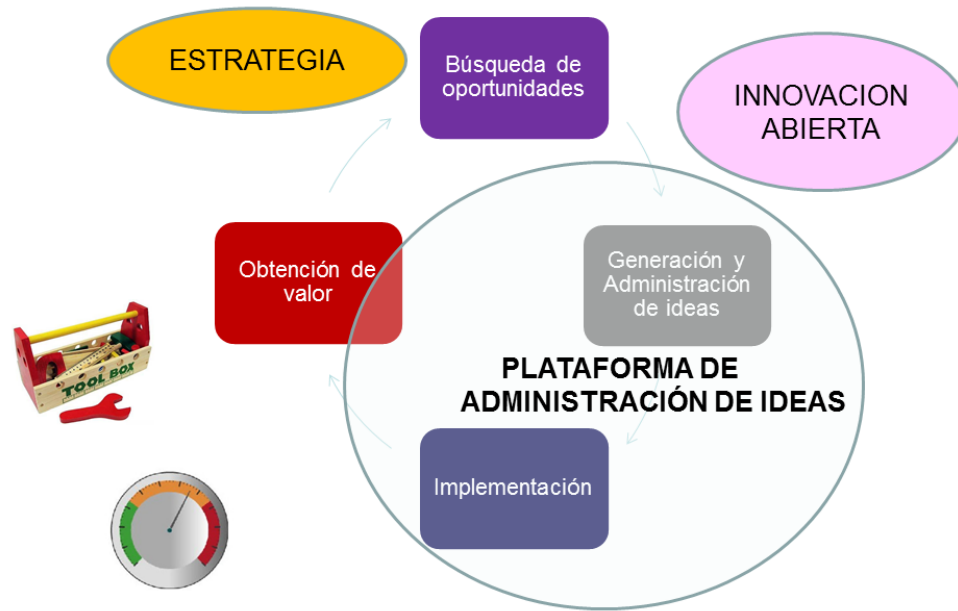 ESTRATEGIA
Búsqueda de
oportunidades
INNOVACION
ABIERTA
Obtención de
valor
Generación y
Administración
de ideas
TOOL BOX
PLATAFORMA DE
ADMINISTRACIÓN DE IDEAS
Implementación